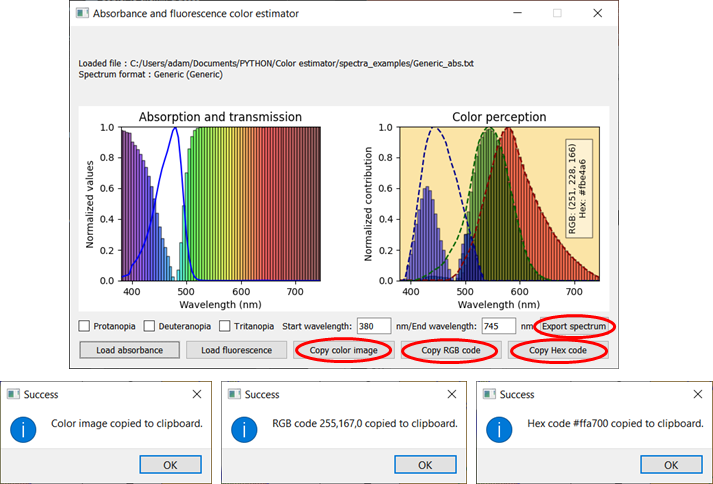 Absorbance and fluorescence color estimator
Loaded file : C:/Users/adam/Documents/PYTHON/Color estimator/spectra_examples/Generic_abs.txt
Spectrum format : Generic (Generic)
Absorption and transmission
Normalized values
1.0
0.8
0.6
0.4
0.2
0.0
400 500 600 700
Wavelength (nm)
Color perception
Normalized contribution
1.0
0.8
0.6
0.4
0.2
0.0
RGB: (251, 228, 166)
Hex: #fbe4a6
400 500 600 700
Wavelength (nm)
Protanopia Deuteranopia Tritanopia Start wavelength: 380 nm/End wavelength: 745 nm Export spectrum
Load absorbance Load fluorescence Copy color image Copy RGB code Copy Hex code
Success
Color image copied to clipboard.
OK
Success
RGB code 255,167,0 copied to clipboard.
OK
Success
Hex code #ffa700 copied to clipboard.
OK